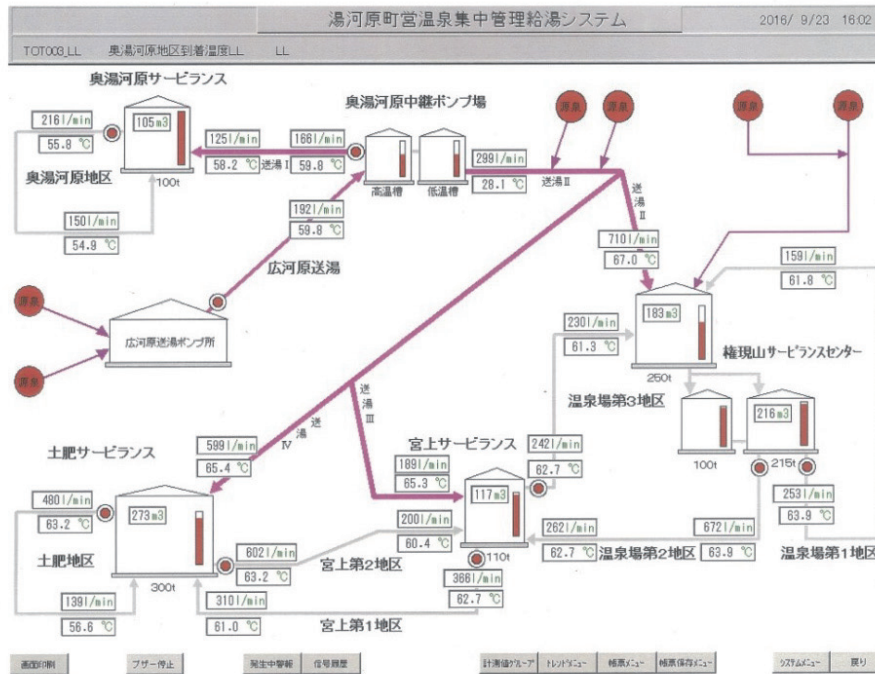 湯河原町営温泉集中管理給湯システム
2016/ 9/23 16:02
TOT003_LL 奥湯河原地区到着温度LL LL
奥湯河原サービランス
216l/min
55.8 ℃
105m3
100t
奥湯河原地区
150l/min
54.9 ℃
125l/min
58.2 ℃
送湯Ⅰ
166l/min
59.8 ℃
奥湯河原中継ポンプ場
高温槽
低温槽
299l/min
28.1 ℃
送湯Ⅱ
源泉
源泉
源泉
源泉
送湯Ⅱ
710l/min
67.0 ℃
192l/min
59.8 ℃
広河原送湯
源泉
源泉
広河原送湯ポンプ所
159l/min
61.8 ℃
183m3
250t
230l/min
61.3 ℃
権現山サービランスセンター
温泉場第3地区
100t
216m3
215t
送湯Ⅲ
送湯Ⅳ
土肥サービランス
599l/min
65.4 ℃
480l/min
63.2 ℃
273m3
300t
土肥地区
139l/min
56.6 ℃
602l/min
63.2 ℃
宮上サービランス
189l/min
65.3 ℃
117m3
110t
242l/min
62.7 ℃
200l/min
60.4 ℃
宮上第2地区
366l/min
62.7 ℃
310l/min
61.0 ℃
宮上第1地区
262l/min
62.7 ℃
温泉場第2地区
672l/min
63.9 ℃
253l/min
63.9 ℃
温泉場第1地区
画面印刷
ブザー停止
発生中警報
信号履歴
計測値グループ
トレンドメニュー
帳票メニュー
帳票保存メニュー
システムメニュー
戻り